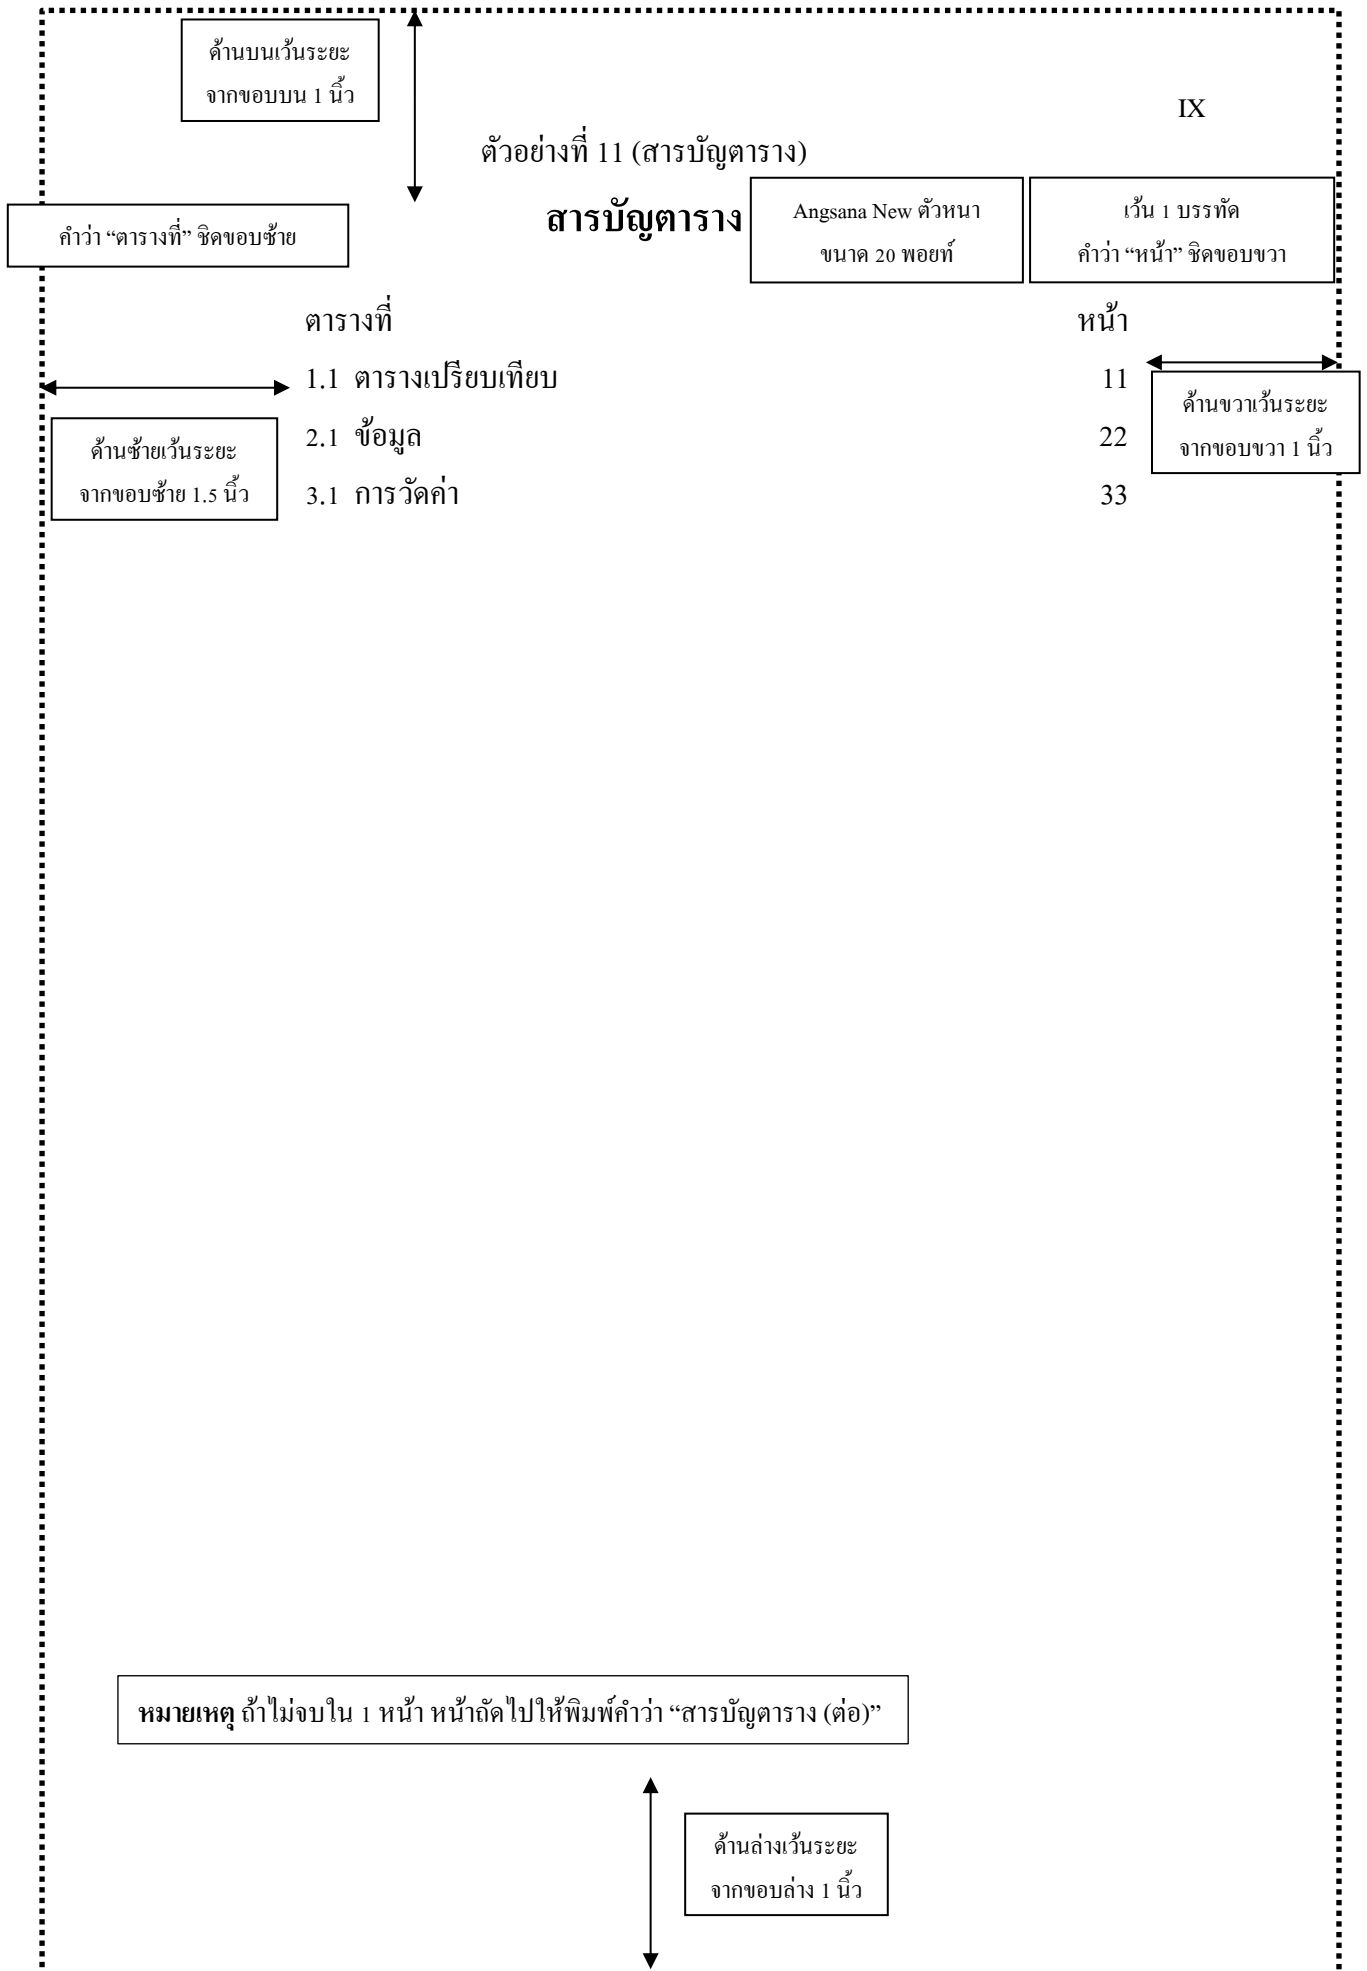 ด้านบนเว้นระยะ
จากขอบบน 1 นิ้ว
IX
ตัวอย่างที่ 11 (สารบัญตาราง)
สารบัญตาราง
Angsana New ตัวหนา
ขนาด 20 พอยท์
เว้น 1 บรรทัด
คำว่า “หน้า” ชิดขอบขวา
คำว่า “ตารางที่” ชิดขอบซ้าย
ตารางที่ หน้า
1.1 ตารางเปรียบเทียบ 11
2.1 ข้อมูล 22
3.1 การวัดค่า 33
ด้านขวาเว้นระยะ
จากขอบขวา 1 นิ้ว
ด้านซ้ายเว้นระยะ
จากขอบซ้าย 1.5 นิ้ว
หมายเหตุ ถ้าไม่จบใน 1 หน้า หน้าถัดไปให้พิมพ์คำว่า “สารบัญตาราง (ต่อ)”
ด้านล่างเว้นระยะ
จากขอบล่าง 1 นิ้ว